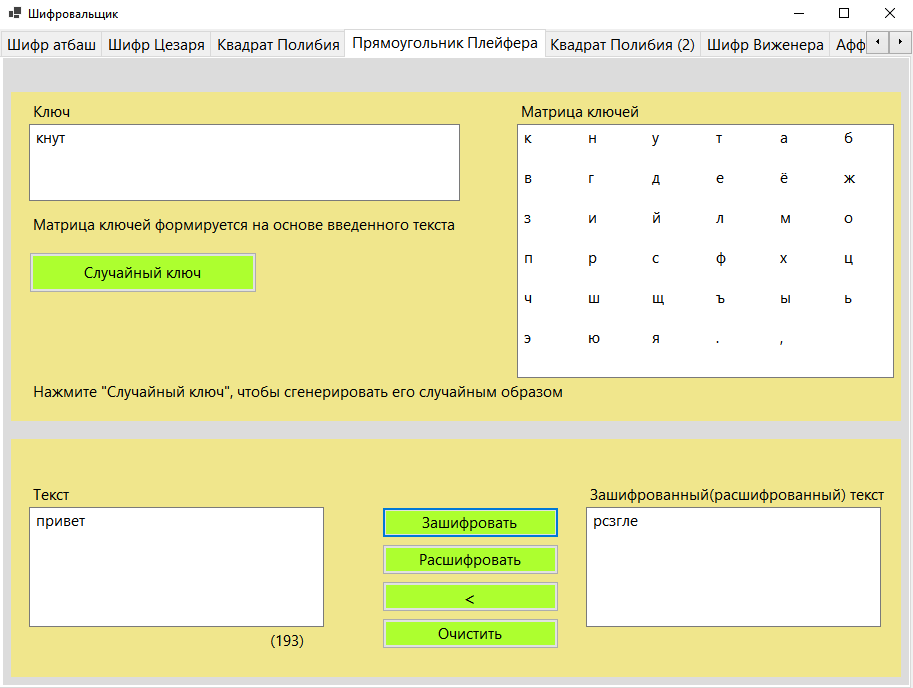 Шифровальщик
Шифр атбаш Шифр Цезаря Квадрат Полибия Прямоугольник Плейфера Квадрат Полибия (2) Шифр Виженера Афф
Ключ
кнут
Матрица ключей формируется на основе введенного текста
Случайный ключ
Нажмите "Случайный ключ", чтобы сгенерировать его случайным образом
Матрица ключей
к н у т а б
в г д е ё ж
з и й л м о
п р с ф х ц
ч ш щ ъ ы ь
э ю я . ,
Текст
привет
(193)
Зашифровать
Расшифровать
<
Очистить
Зашифрованный(расшифрованный) текст
рсзгле